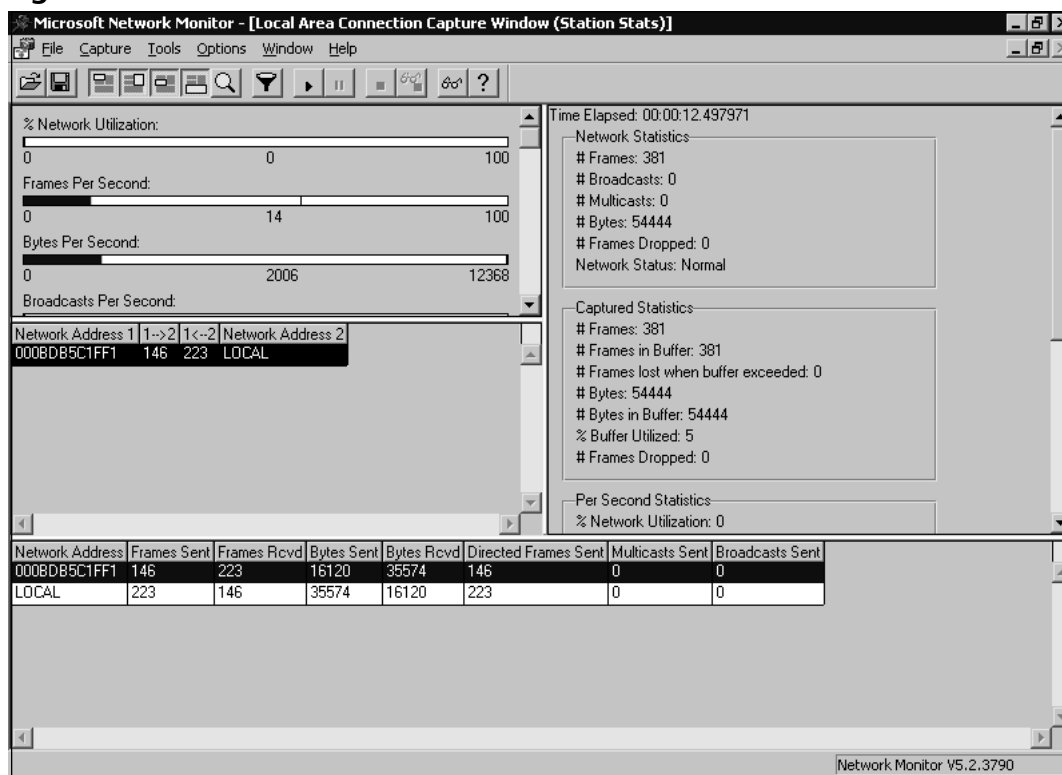 Microsoft Network Monitor - [Local Area Connection Capture Window (Station Stats)]
File Capture Tools Options Window Help
% Network Utilization:
0 0 100
Frames Per Second:
0 14 100
Bytes Per Second:
0 2006 12368
Broadcasts Per Second:
Time Elapsed: 00:00:12.497971
Network Statistics
# Frames: 381
# Broadcasts: 0
# Multicasts: 0
# Bytes: 54444
# Frames Dropped: 0
Network Status: Normal
Captured Statistics
# Frames: 381
# Frames in Buffer: 381
# Frames lost when buffer exceeded: 0
# Bytes: 54444
# Bytes in Buffer: 54444
% Buffer Utilized: 5
# Frames Dropped: 0
Per Second Statistics
% Network Utilization: 0
Network Address 1 1-->2 1<--2 Network Address 2
000BDB5C1FF1 146 223 LOCAL
Network Address Frames Sent Frames Rcvd Bytes Sent Bytes Rcvd Directed Frames Sent Multicasts Sent Broadcasts Sent
000BDB5C1FF1 146 223 16120 35574 146 0 0
LOCAL 223 146 35574 16120 223 0 0
Network Monitor V5.2.3790